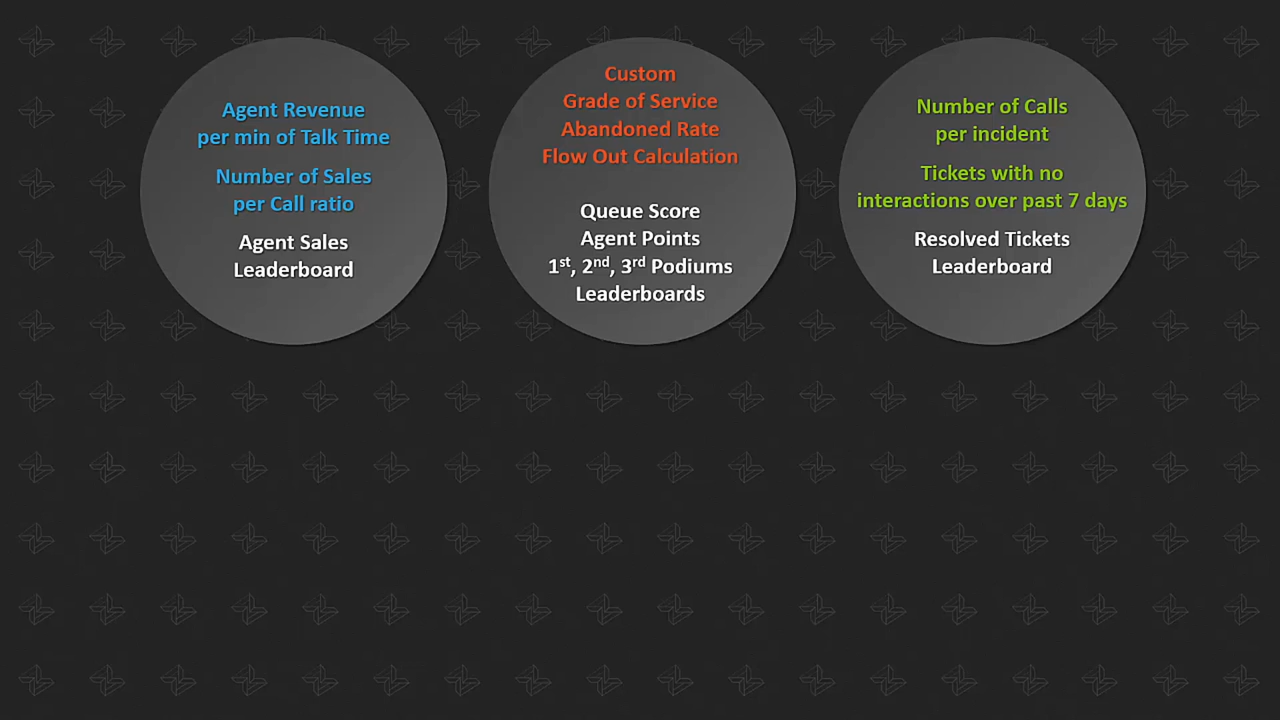 Agent Revenue
per min of Talk Time
Number of Sales
per Call ratio
Agent Sales
Leaderboard
Custom
Grade of Service
Abandoned Rate
Flow Out Calculation
Queue Score
Agent Points
1st, 2nd, 3rd Podiums
Leaderboards
Number of Calls
per incident
Tickets with no
interactions over past 7 days
Resolved Tickets
Leaderboard